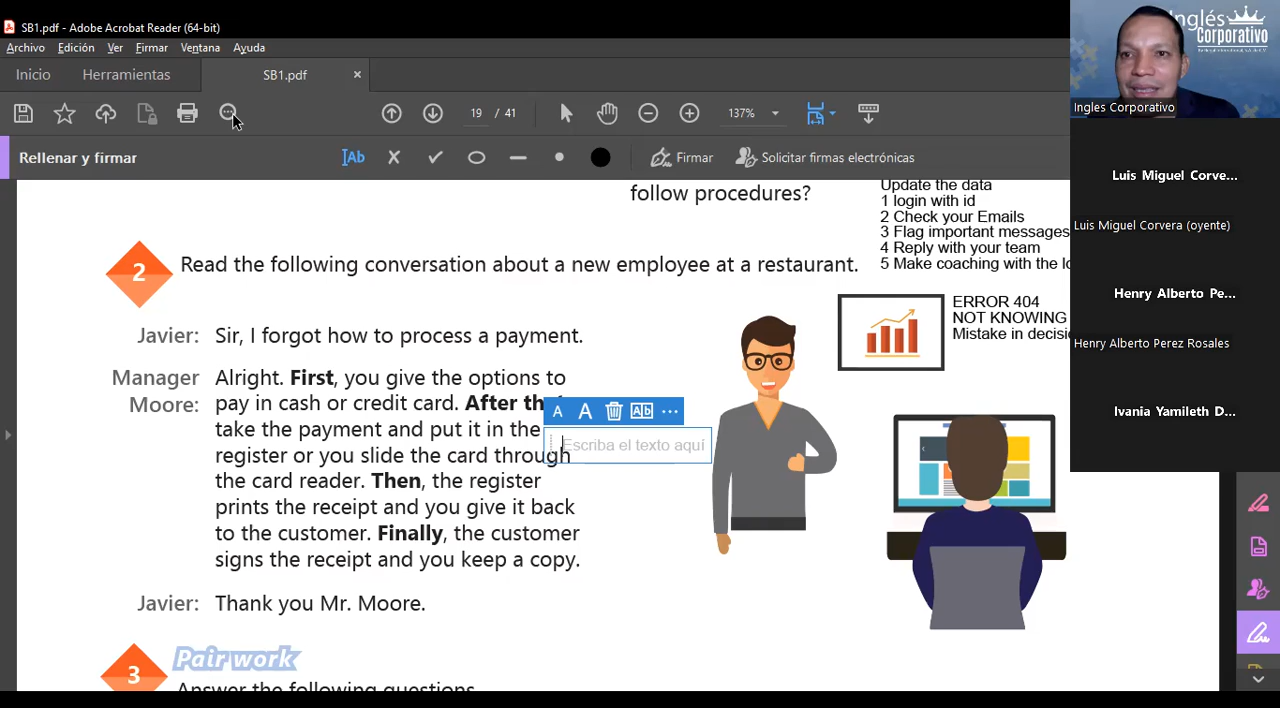 SB1.pdf - Adobe Acrobat Reader (64-bit)
Archivo Edición Ver Firmar Ventana Ayuda
Inicio Herramientas SB1.pdf ×
19 / 41 137%
Rellenar y firmar
Ab
Firmar
Solicitar firmas electrónicas
Inglés
Corporativo
Ingles Corporativo
Luis Miguel Corve...
Luis Miguel Corvera (oyente)
Henry Alberto Pe...
Henry Alberto Perez Rosales
Ivania Yamileth D...
follow procedures?
Update the data
1 login with id
2 Check your Emails
3 Flag important messages
4 Reply with your team
5 Make coaching with the
2
Read the following conversation about a new employee at a restaurant.
ERROR 404
NOT KNOWING
Mistake in
Javier: Sir, I forgot how to process a payment.
Manager Alright. First, you give the options to
Moore: pay in cash or credit card. After
take the payment and put it in the
register or you slide the card through
the card reader. Then, the register
prints the receipt and you give it back
to the customer. Finally, the customer
signs the receipt and you keep a copy.
A A Ab ...
Escriba el texto aquí
Javier: Thank you Mr. Moore.
3
Pair work
Answer the following questions